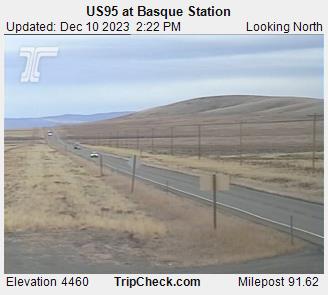 US95 at Basque Station
Updated: Dec 10 2023 2:22 PM Looking North
Elevation 4460 TripCheck.com Milepost 91.62